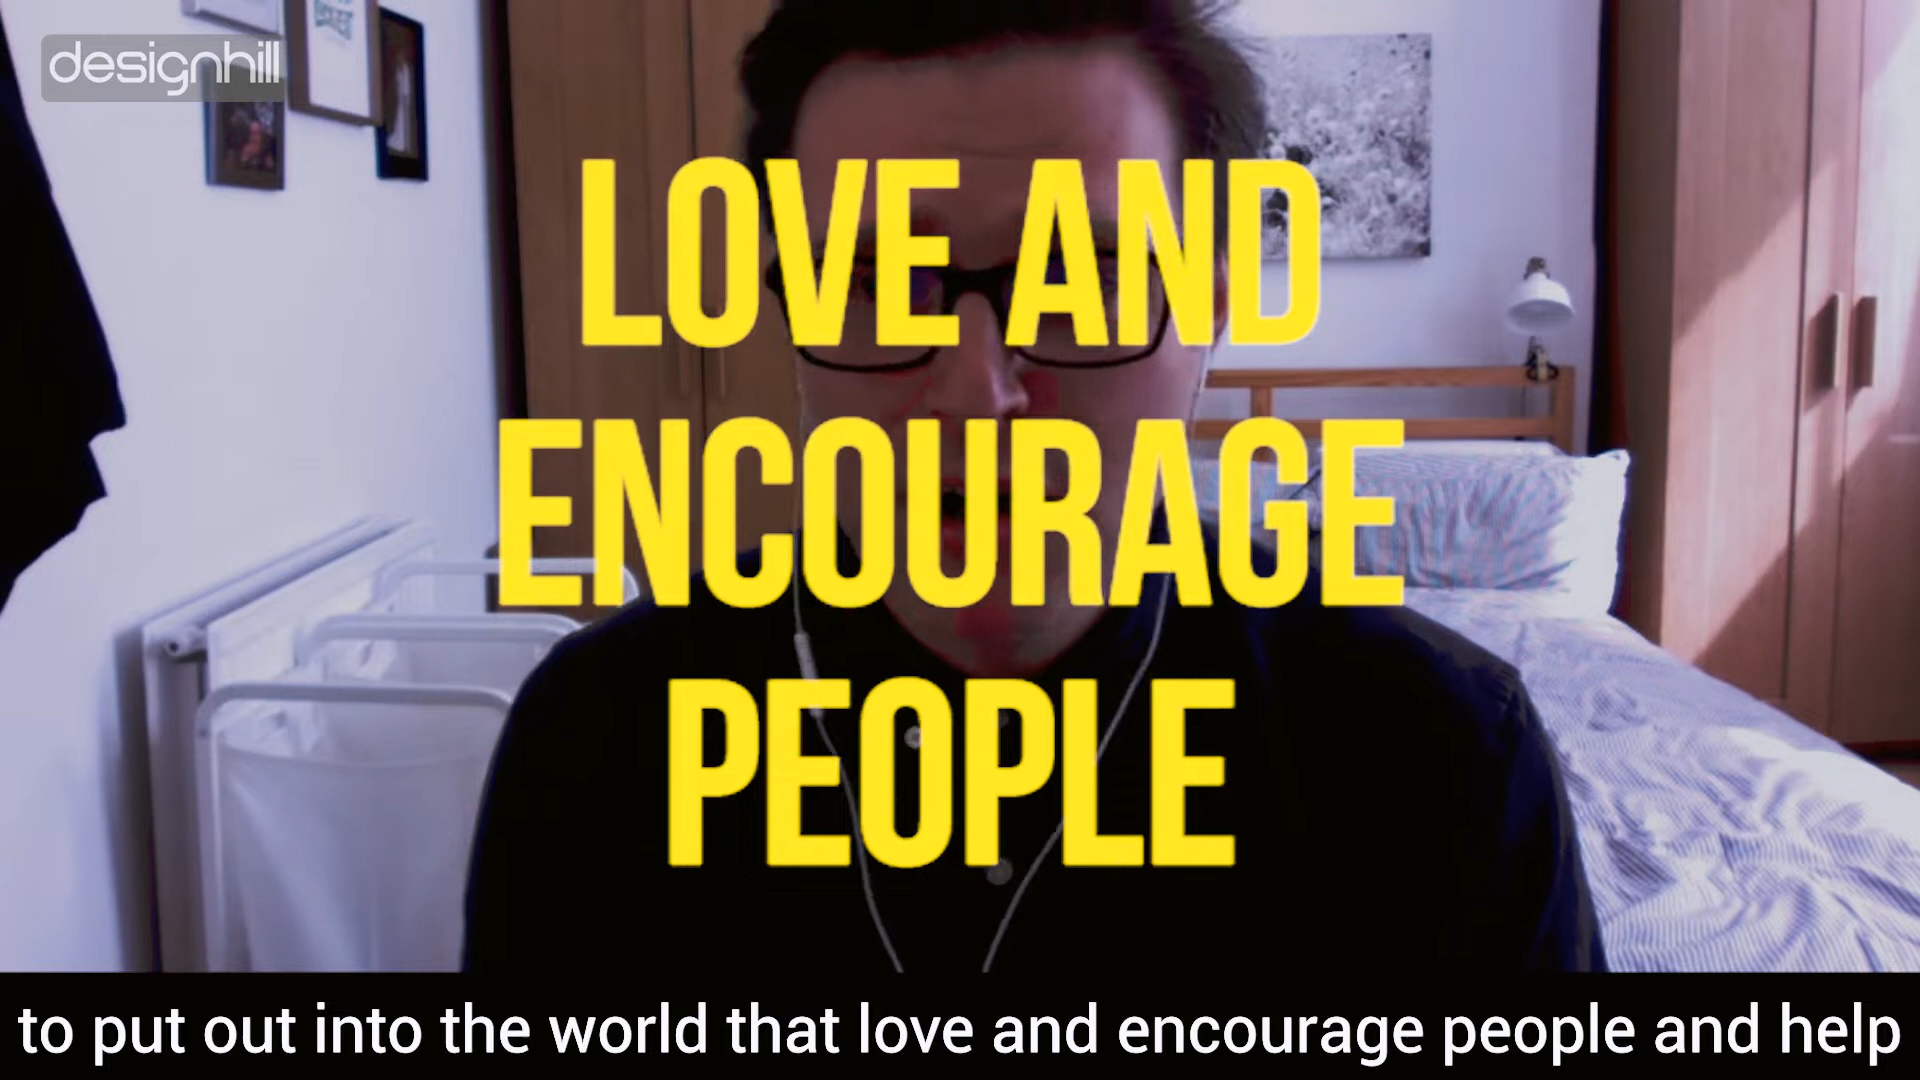 designhill
LOVE AND
ENCOURAGE
PEOPLE
to put out into the world that love and encourage people and help